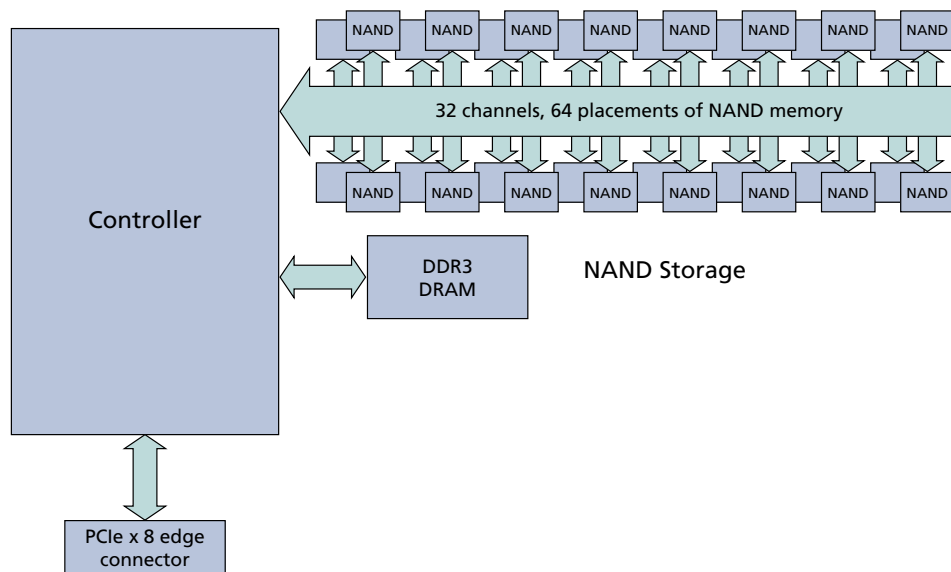 NAND NAND NAND NAND NAND NAND NAND NAND
32 channels, 64 placements of NAND memory
NAND NAND NAND NAND NAND NAND NAND NAND
Controller
DDR3
DRAM
NAND Storage
PCIe x 8 edge
connector